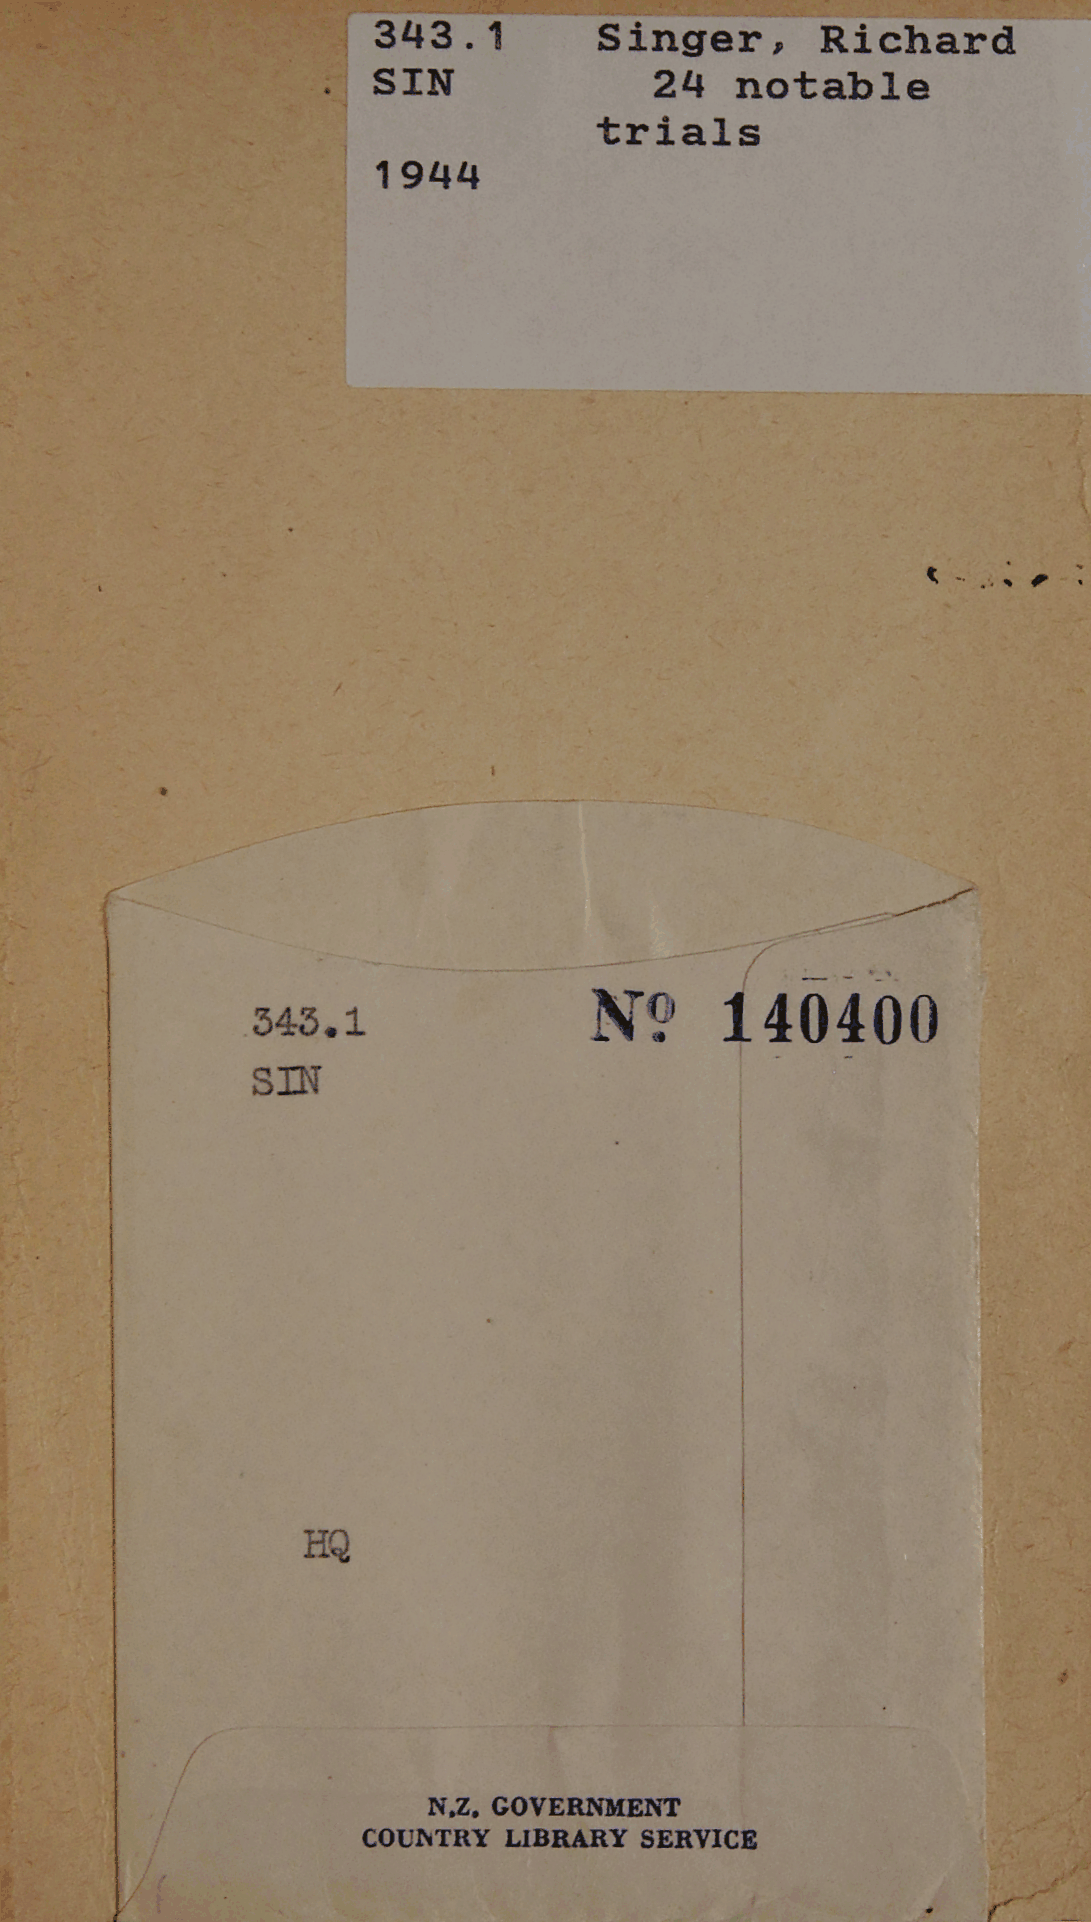 343.1 Singer, Richard
SIN 24 notable
trials
1944
343.1 Nº 140400
SIN
HQ
N.Z. GOVERNMENT
COUNTRY LIBRARY SERVICE